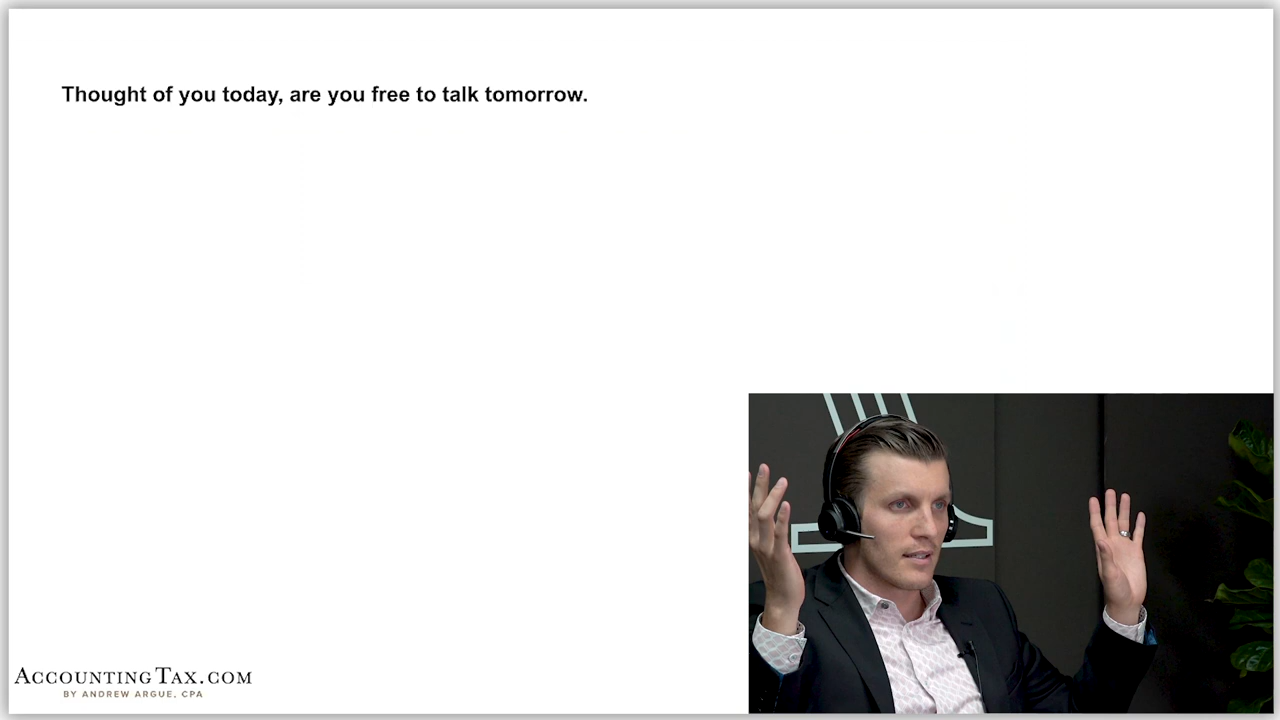 Thought of you today, are you free to talk tomorrow.
ACCOUNTINGTAX.COM
BY ANDREW ARGUE, CPA